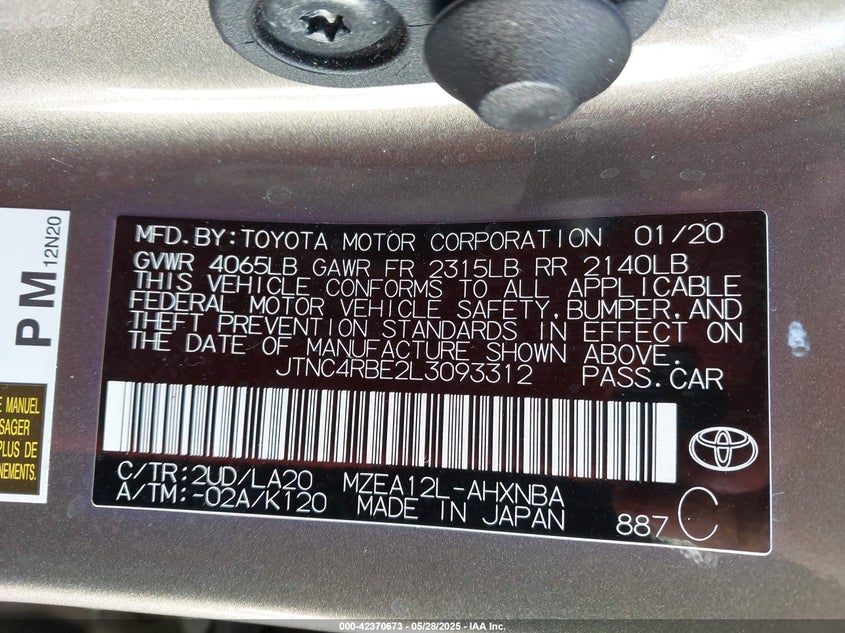 MFD.BY:TOYOTA MOTOR CORPORATION 01/20
GVWR 4065LB GAWR FR 2315LB RR 2140LB
THIS VEHICLE CONFORMS TO ALL APPLICABLE
FEDERAL MOTOR VEHICLE SAFETY,BUMPER,AND
THEFT PREVENTION STANDARDS IN EFFECT ON
THE DATE OF MANUFACTURE SHOWN ABOVE.
JTNC4RBE2L3093312 PASS.CAR
C/TR:2UD/LA20 MZEA12L-AHXNBA
A/TM:-02A/K120 MADE IN JAPAN 887 C
PM 12N20
MANUEL
PLUS DE
000-42370673 - 05/28/2025 - IAA Inc.